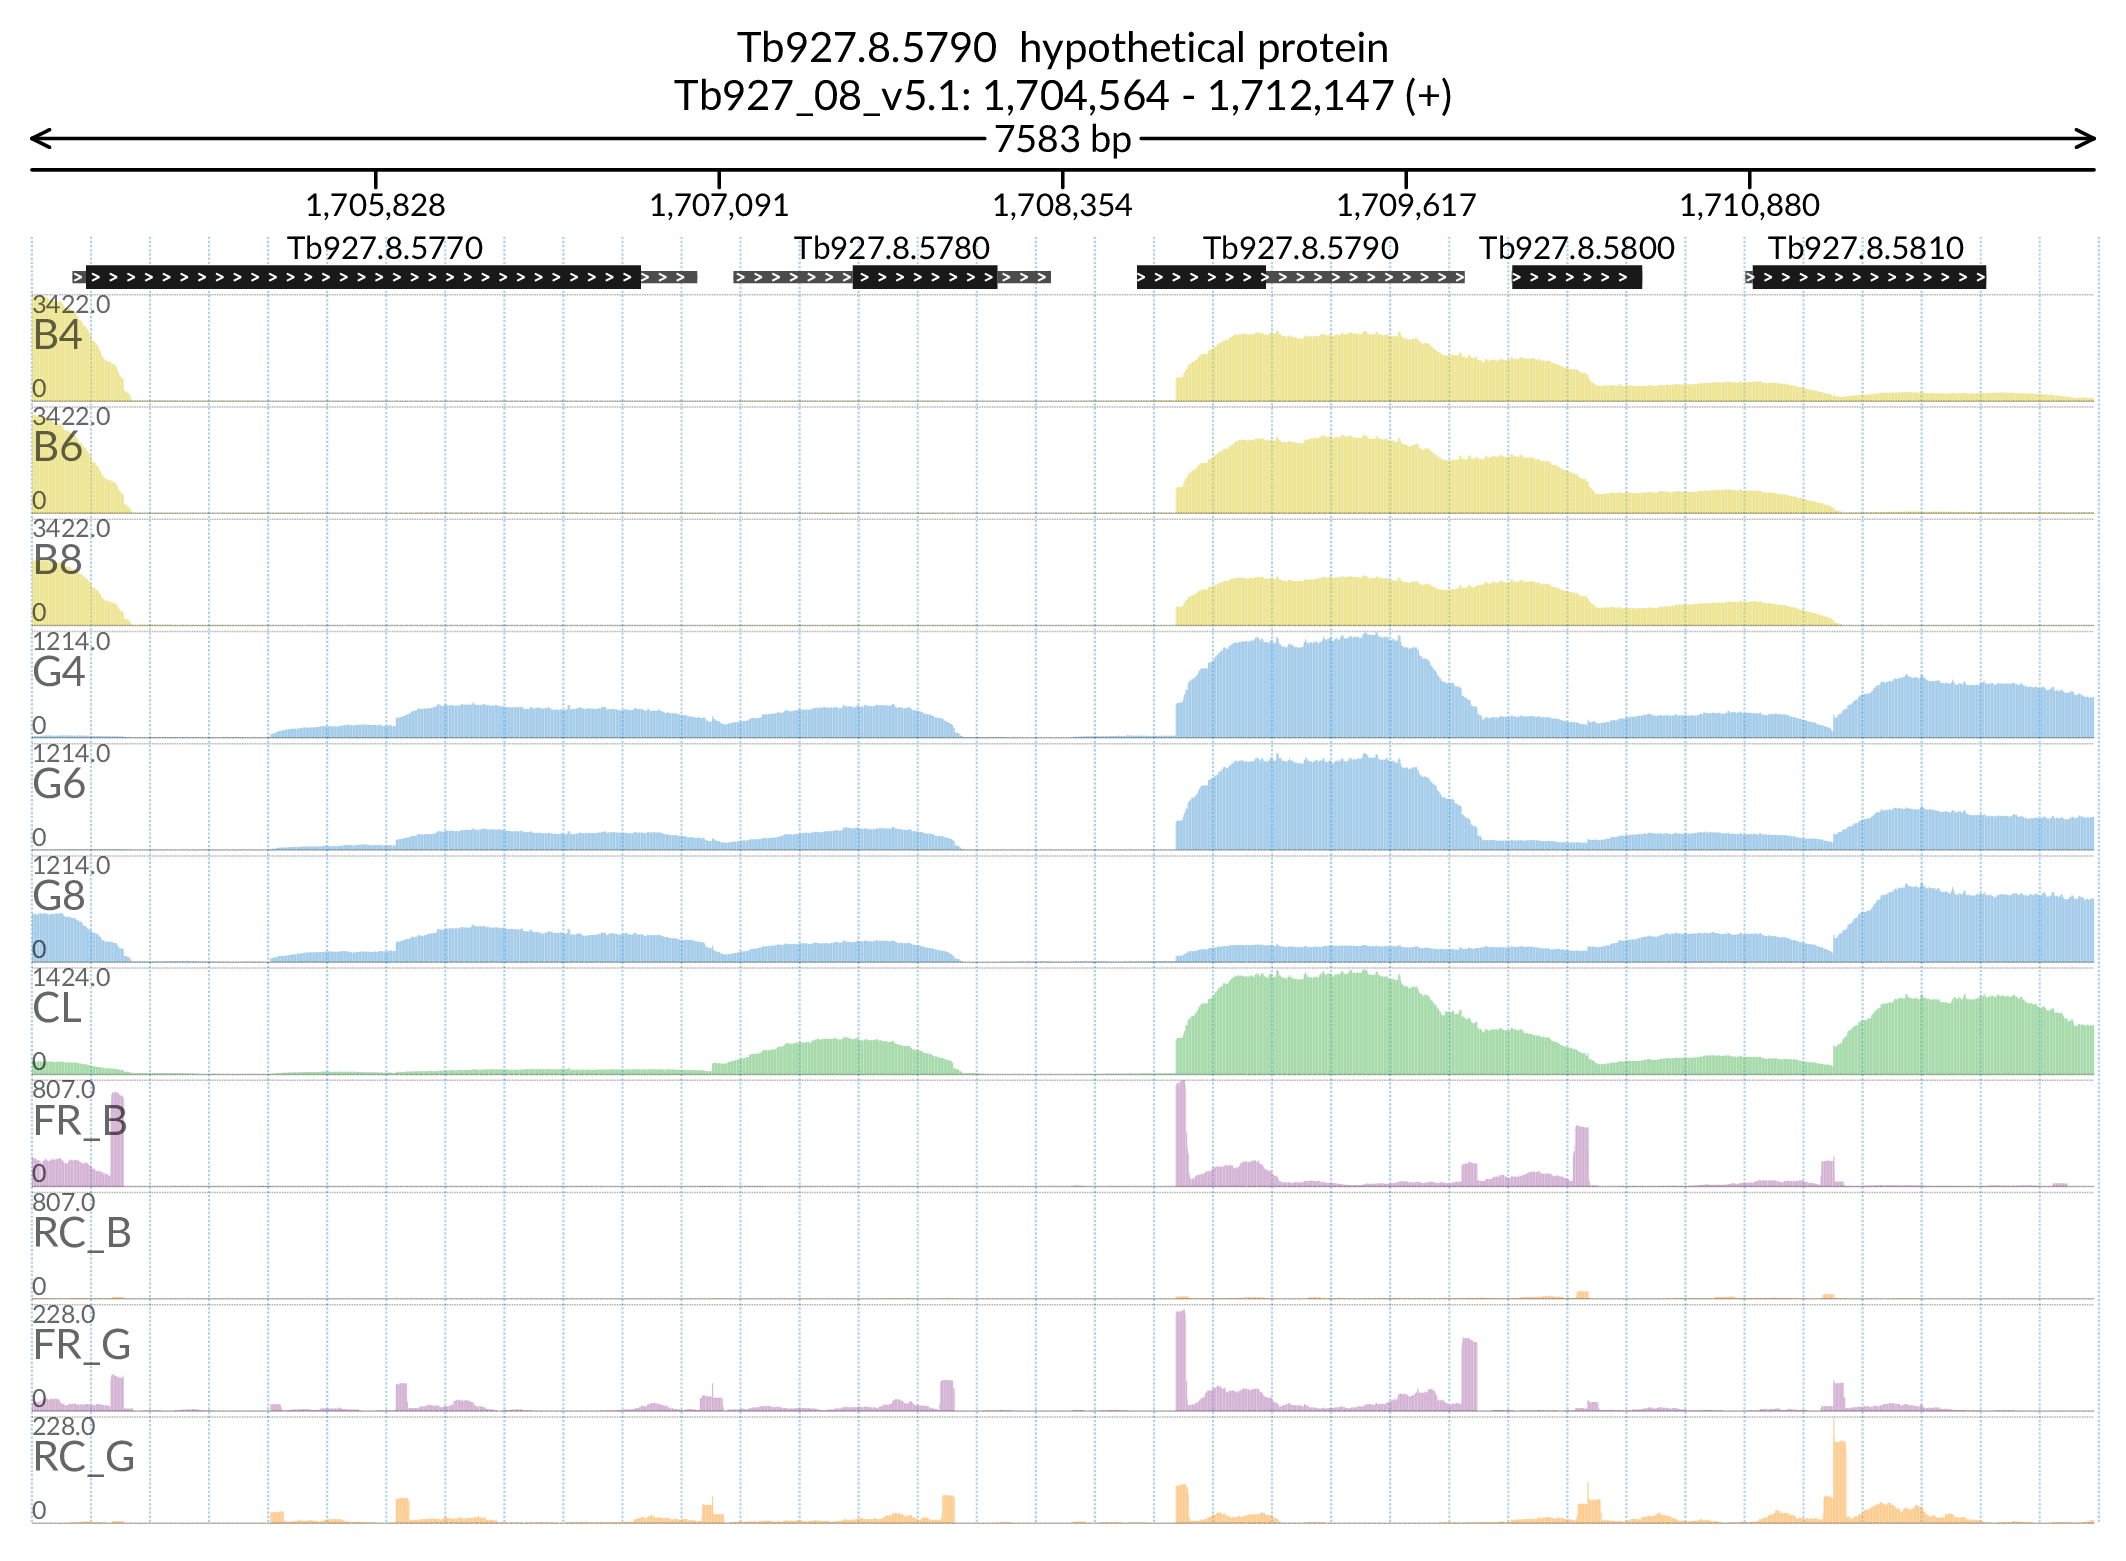 Tb927.8.5790 hypothetical protein
Tb927_08_v5.1: 1,704,564 - 1,712,147 (+)
7583 bp
1,705,828 1,707,091 1,708,354 1,709,617 1,710,880
Tb927.8.5770 Tb927.8.5780 Tb927.8.5790 Tb927.8.5800 Tb927.8.5810
3422.0
B4
0
3422.0
B6
0
3422.0
B8
0
1214.0
G4
0
1214.0
G6
0
1214.0
G8
0
1424.0
CL
0
807.0
FR_B
0
807.0
RC_B
0
228.0
FR_G
0
228.0
RC_G
0